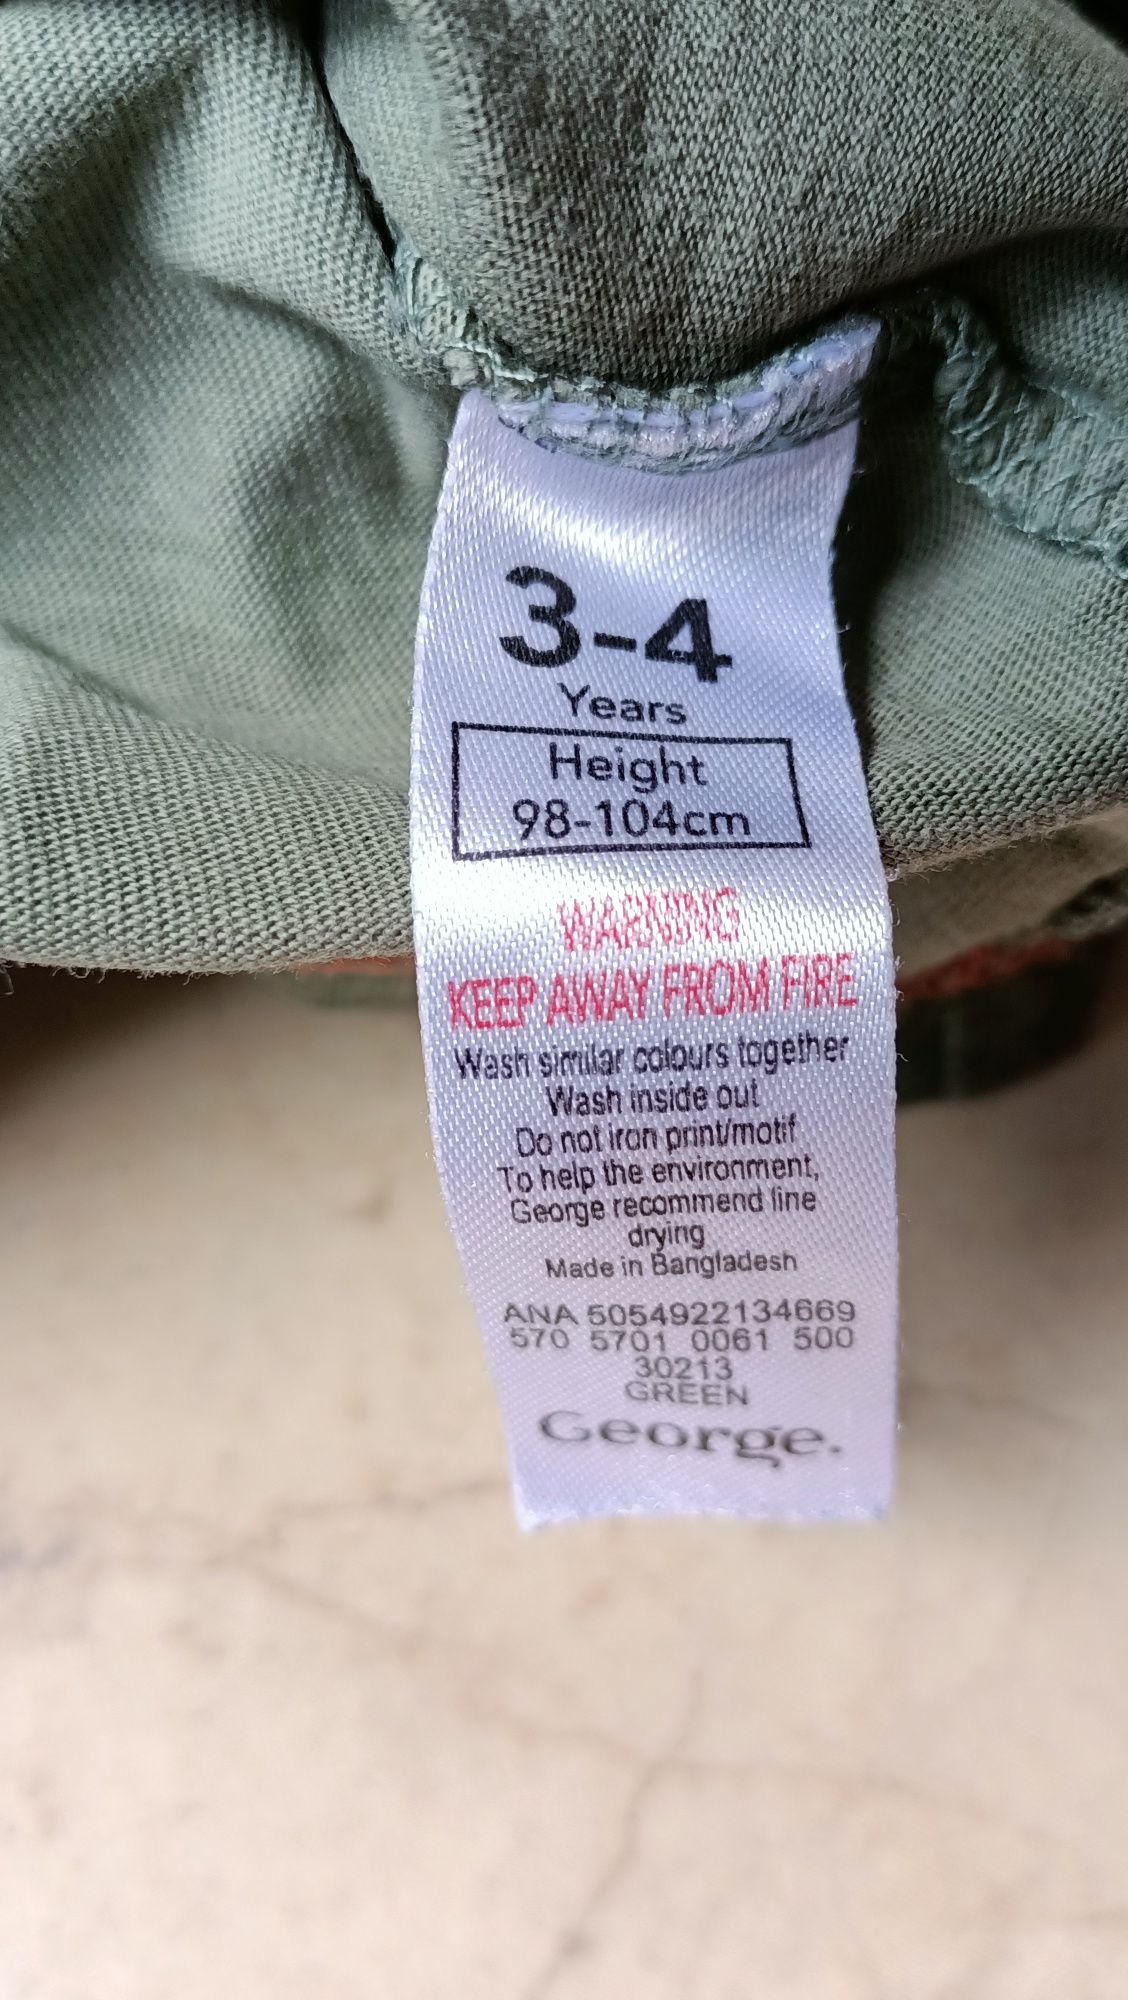 3-4
Years
Height
98-104cm
WARNING
KEEP AWAY FROM FIRE
Wash similar colours together
Wash inside out
Do not iron print/motif
To help the environment,
George recommend line
drying
Made in Bangladesh
ANA 5054922134669
570 5701 0061 500
30213
GREEN
George.